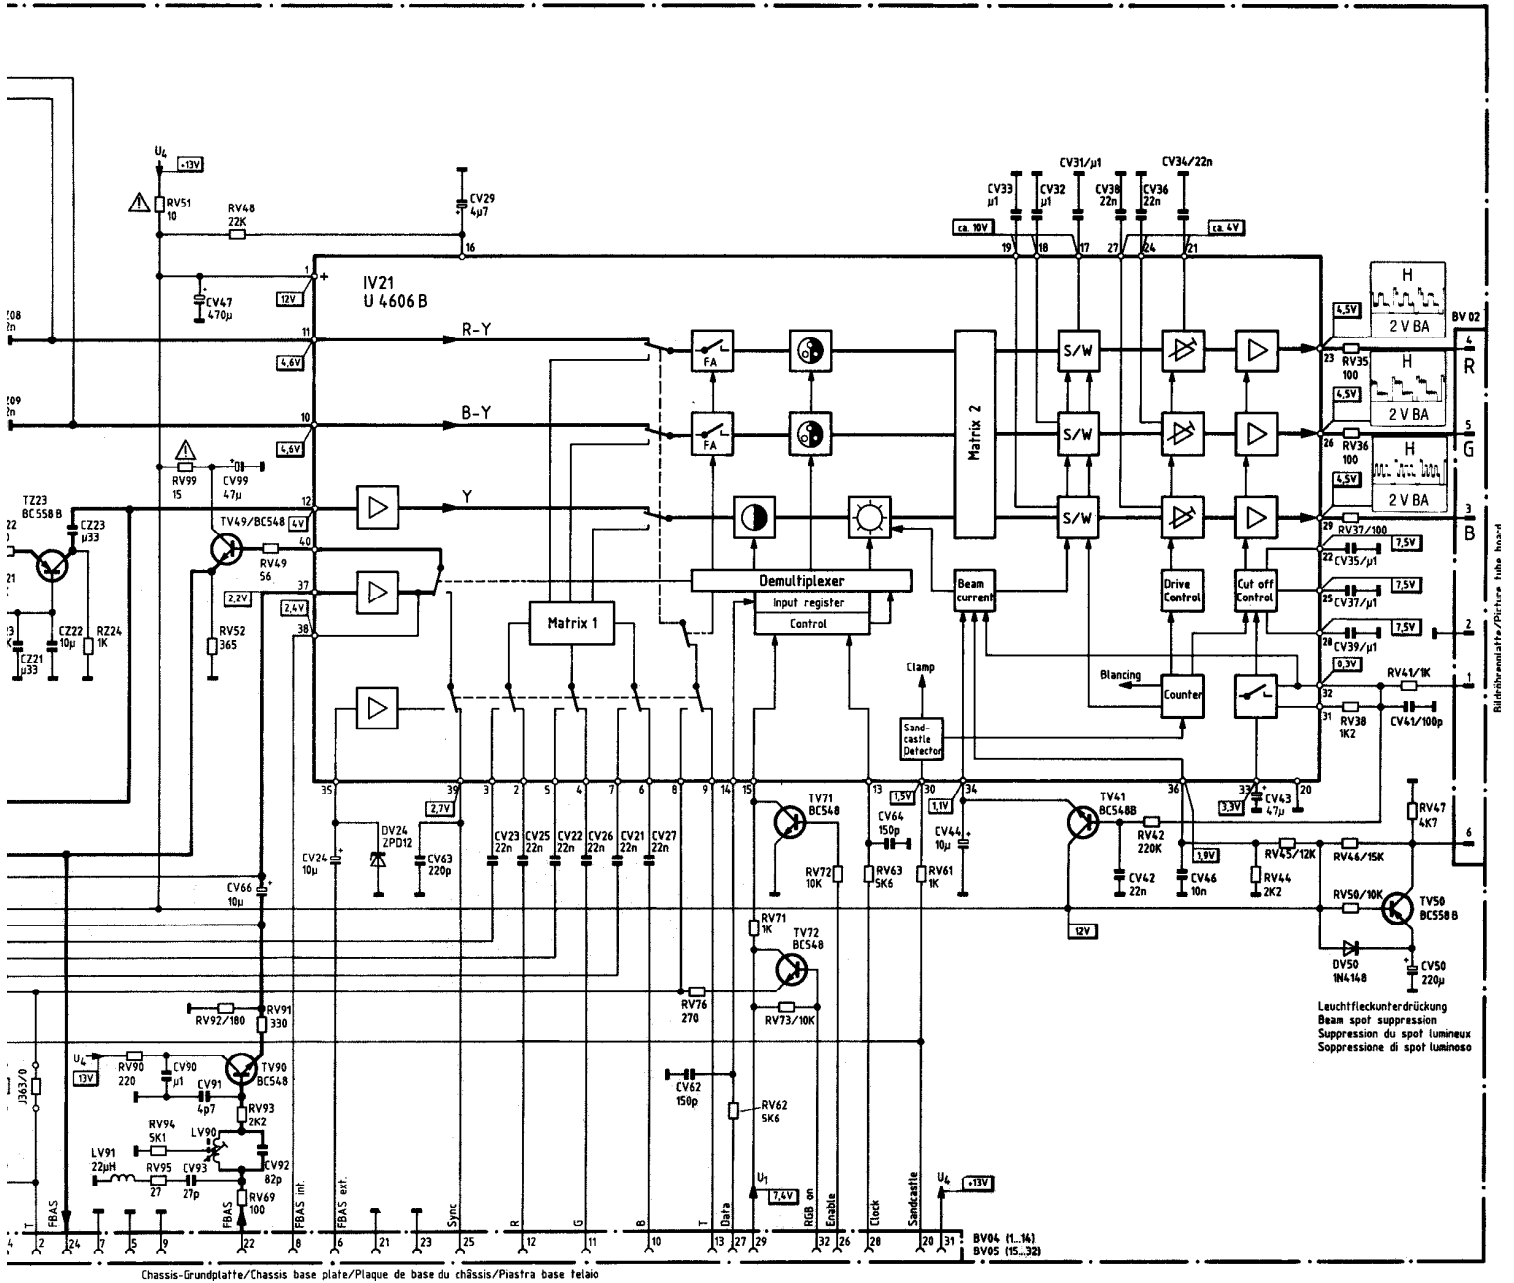 U4
+13V
RV51
10
RV48
22K
CV29
4µ7
16
CV33
µ1
CV32
µ1
CV31/µ1
CV38
22n
CV36
22n
CV34/22n
ca. 10V
ca. 4V
19
18
17
27
24
21
1
+
12V
CV47
470µ
IV21
U 4606 B
11
4,6V
R-Y
10
4,6V
B-Y
12
4V
Y
40
37
2,2V
2,4V
38
FA
FA
S/W
S/W
S/W
Matrix 2
Matrix 1
Demultiplexer
Input register
Control
Beam
current
Drive
Control
Cut off
Control
Clamp
Blancing
Counter
Sand-
castle
Detector
H
2 V BA
H
2 V BA
H
2 V BA
4,5V
23
RV35
100
4,5V
26
RV36
100
4,5V
29
RV37/100
BV 02
4
R
5
G
3
B
22
CV35/µ1
7,5V
25
CV37/µ1
7,5V
28
CV39/µ1
7,5V
2
0,3V
32
RV41/1K
1
31
RV38
1K2
CV41/100p
Bildröhrenplatte/Picture tube board
Z08
2n
Z09
2n
RV99
15
CV99
47µ
TV49/BC548
RV49
56
RV52
365
TZ23
BC558B
CZ23
µ33
CZ21
µ33
CZ22
10µ
RZ24
1K
35
39
2,7V
3
2
5
4
7
6
8
9
14
15
13
30
1,5V
34
1,1V
36
1,9V
33
3,3V
20
CV24
10µ
DV24
ZPD12
CV63
220p
CV23
22n
CV25
22n
CV22
22n
CV26
22n
CV21
22n
CV27
22n
TV71
BC548
RV72
10K
CV64
150p
RV63
5K6
RV61
1K
CV44
10µ
TV41
BC548B
RV42
220K
CV42
22n
CV46
10n
CV43
47µ
RV45/12K
RV44
2K2
RV46/15K
RV47
4K7
6
12V
RV50/10K
TV50
BC558B
DV50
1N4148
CV50
220µ
CV66
10µ
RV71
1K
TV72
BC548
RV76
270
RV73/10K
RV92/180
RV91
330
U4
13V
RV90
220
CV90
µ1
TV90
BC548
CV91
4p7
RV93
2K2
RV94
5K1
LV90
LV91
22µH
RV95
27
CV93
27p
CV92
82p
RV69
100
J363/0
CV62
150p
RV62
5K6
Leuchtfleckunterdrückung
Beam spot suppression
Suppression du spot lumineux
Soppressione di spot luminoso
T
FBAS
FBAS
FBAS int.
FBAS ext.
Sync
R
G
B
T
Data
U1
7,4V
RGB on
Enable
Clock
Sandcastle
U4
+13V
4
2
24
7
5
9
22
8
6
21
23
25
12
11
10
13
27
29
32
26
28
20
31
BV04 (1...14)
BV05 (15...32)
Chassis-Grundplatte/Chassis base plate/Plaque de base du châssis/Piastra base telaio